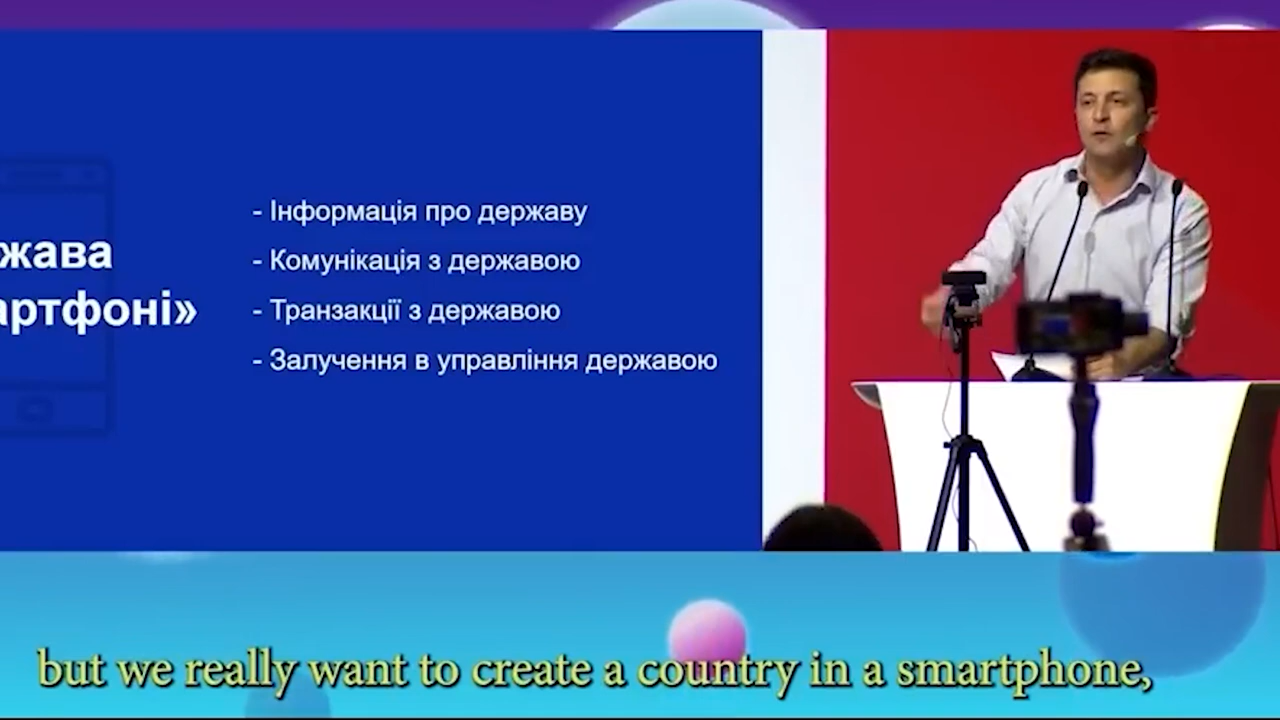 жава
артфоні»
- Інформація про державу
- Комунікація з державою
- Транзакції з державою
- Залучення в управління державою
but we really want to create a country in a smartphone,